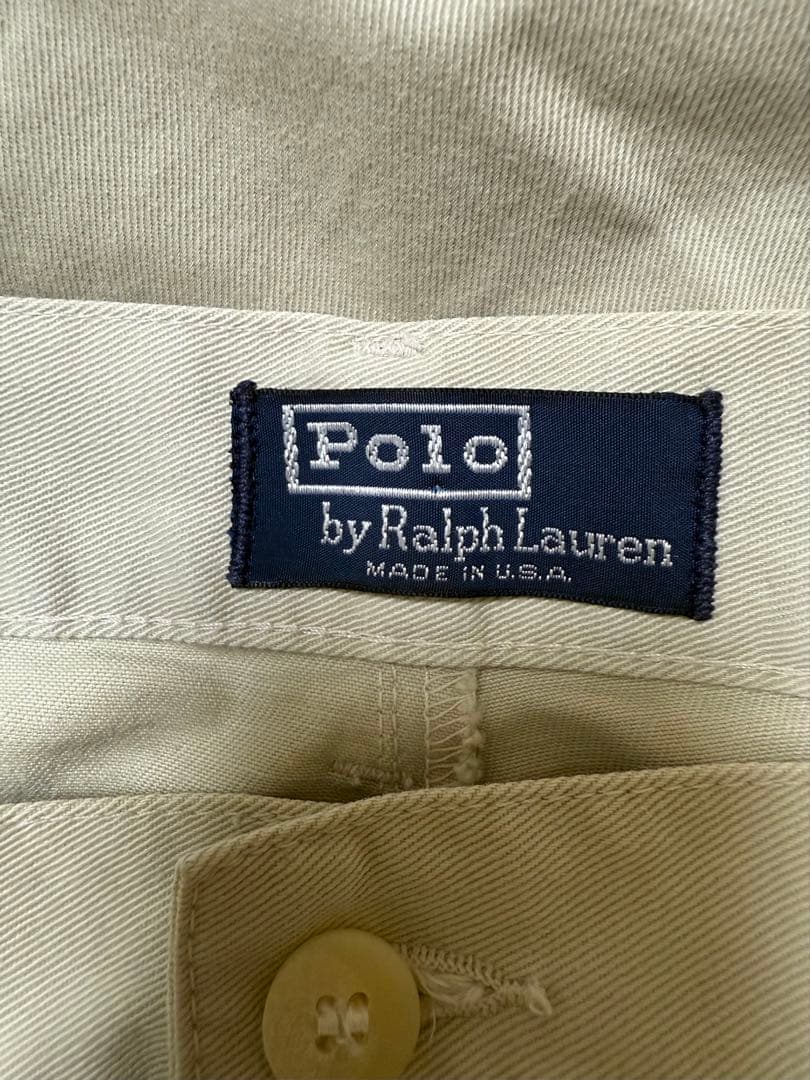 Polo
by Ralph Lauren
MADE IN U.S.A.